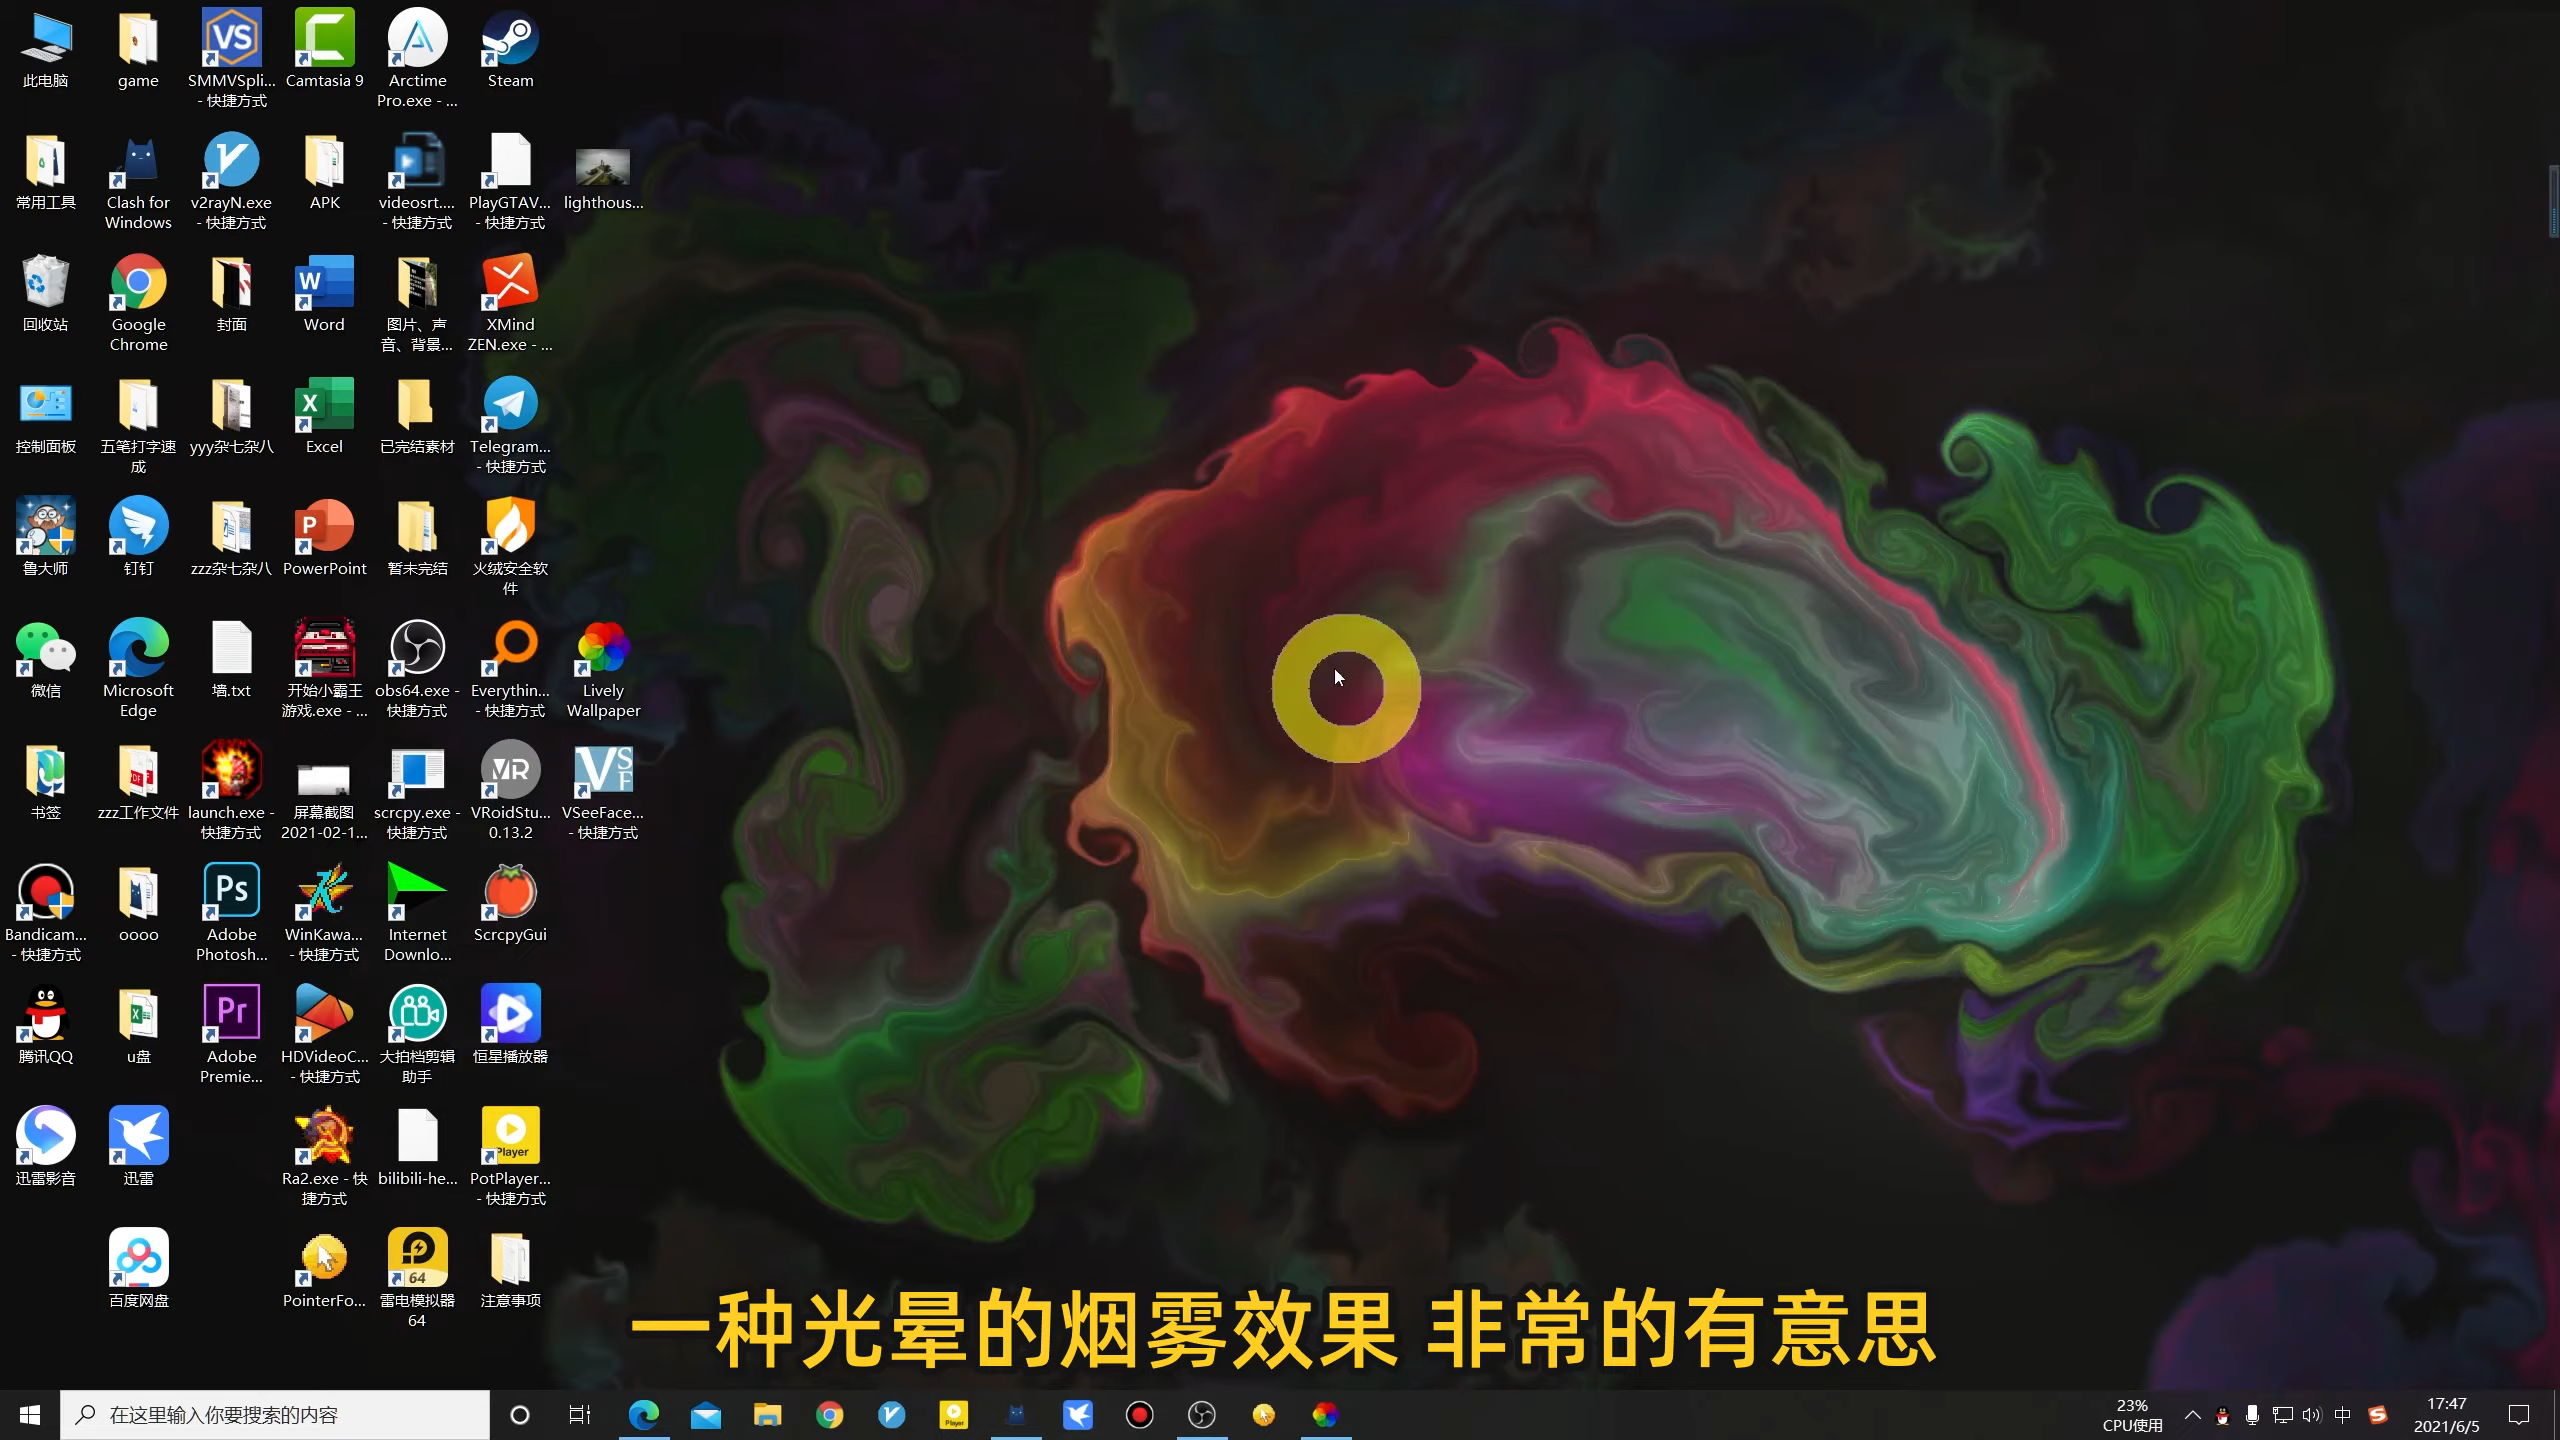 此电脑
game
SMMVSpli...
- 快捷方式
Camtasia 9
Arctime
Pro.exe - ...
Steam
常用工具
Clash for
Windows
v2rayN.exe
- 快捷方式
APK
videosrt....
- 快捷方式
PlayGTAV...
- 快捷方式
lighthous...
回收站
Google
Chrome
封面
Word
图片、声
音、背景...
XMind
ZEN.exe - ...
控制面板
五笔打字速
成
yyy杂七杂八
Excel
已完结素材
Telegram...
- 快捷方式
鲁大师
钉钉
zzz杂七杂八
PowerPoint
暂未完结
火绒安全软
件
微信
Microsoft
Edge
墙.txt
开始小霸王
游戏.exe - ...
obs64.exe -
快捷方式
Everythin...
- 快捷方式
Lively
Wallpaper
书签
zzz工作文件
launch.exe -
快捷方式
屏幕截图
2021-02-1...
scrcpy.exe -
快捷方式
VRoidStu...
0.13.2
VSeeFace...
- 快捷方式
Bandicam...
- 快捷方式
oooo
Adobe
Photosh...
WinKawa...
- 快捷方式
Internet
Downlo...
ScrcpyGui
腾讯QQ
u盘
Adobe
Premie...
HDVideoC...
- 快捷方式
大拍档剪辑
助手
恒星播放器
迅雷影音
迅雷
Ra2.exe - 快
捷方式
bilibili-he...
PotPlayer...
- 快捷方式
百度网盘
PointerFo...
雷电模拟器
64
注意事项
一种光晕的烟雾效果 非常的有意思
在这里输入你要搜索的内容
23%
CPU使用
中
17:47
2021/6/5